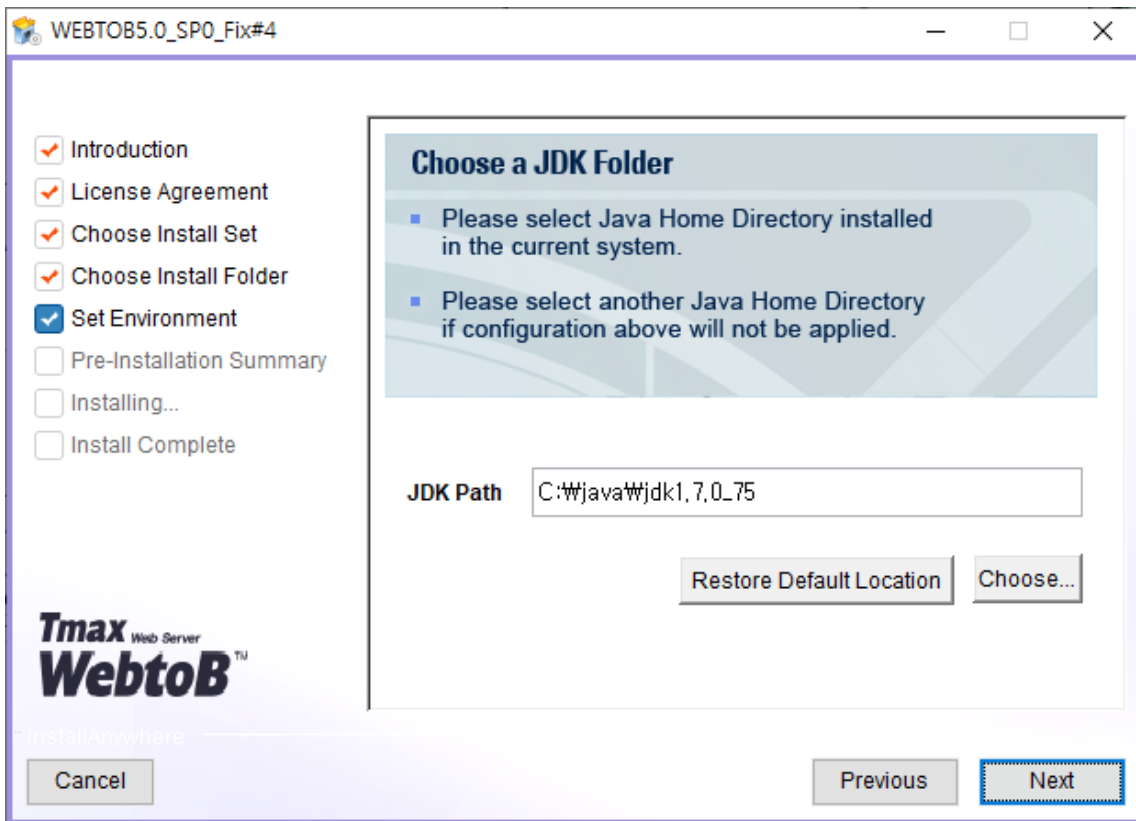 WEBTOB5.0_SP0_Fix#4
Introduction
License Agreement
Choose Install Set
Choose Install Folder
Set Environment
Pre-Installation Summary
Installing...
Install Complete
Choose a JDK Folder
Please select Java Home Directory installed
in the current system.
Please select another Java Home Directory
if configuration above will not be applied.
JDK Path C:₩java₩jdk1.7.0_75
Restore Default Location Choose...
Tmax Web Server
WebtoB™
InstallAnywhere
Cancel Previous Next